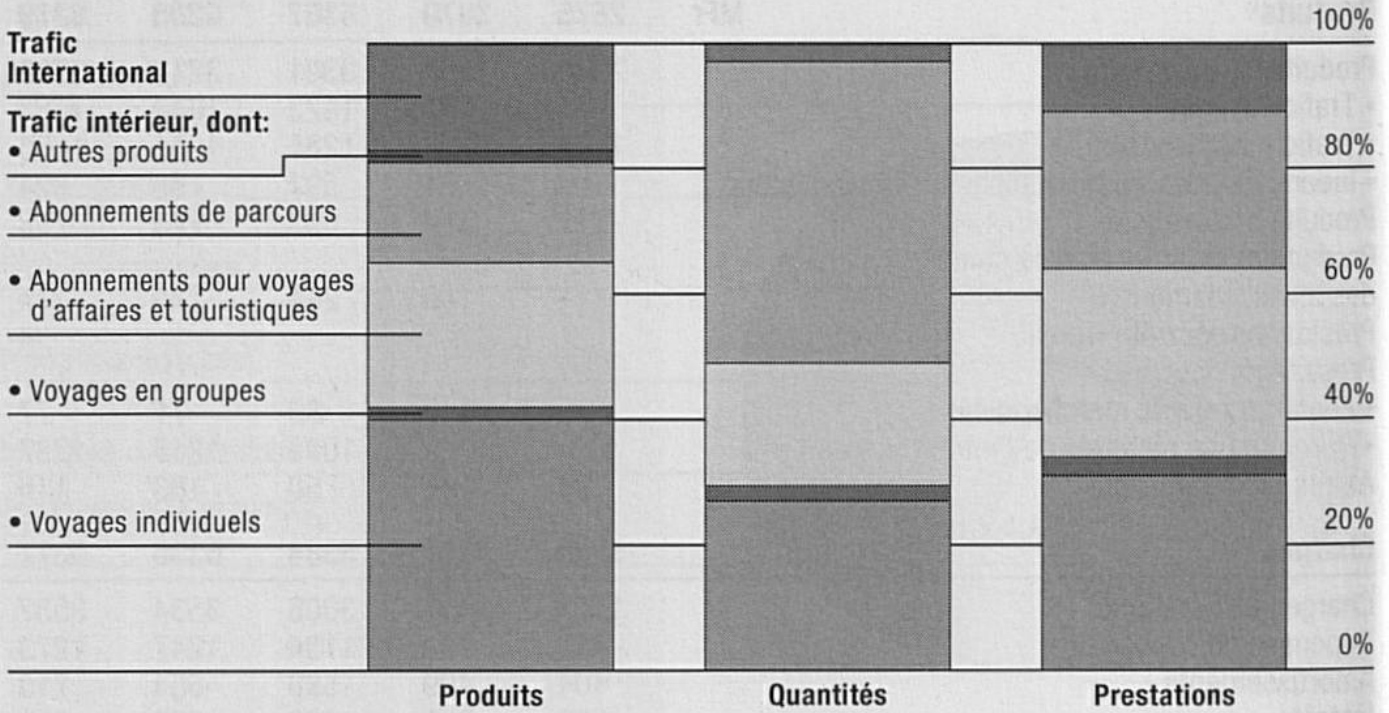 100%
Trafic
International
Trafic intérieur, dont:
• Autres produits
80%
• Abonnements de parcours
60%
• Abonnements pour voyages
d'affaires et touristiques
40%
• Voyages en groupes
20%
• Voyages individuels
0%
Produits Quantités Prestations